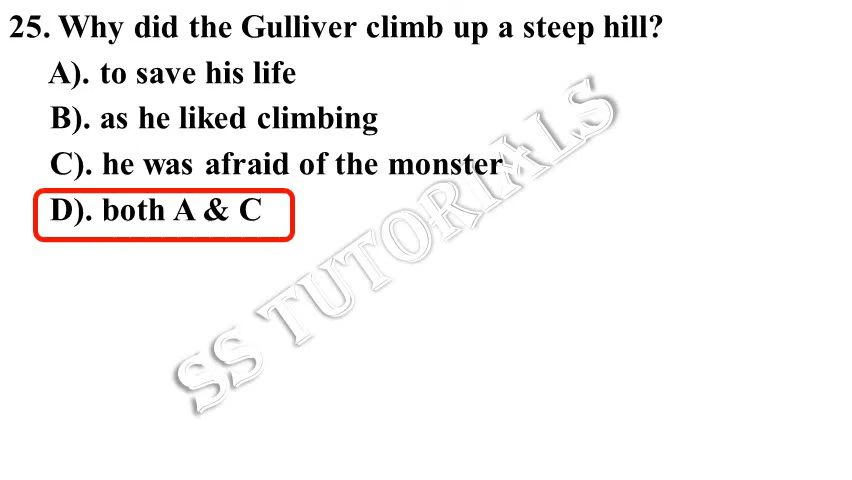 25. Why did the Gulliver climb up a steep hill?
A). to save his life
B). as he liked climbing
C). he was afraid of the monster
D). both A & C
SS TUTORIALS